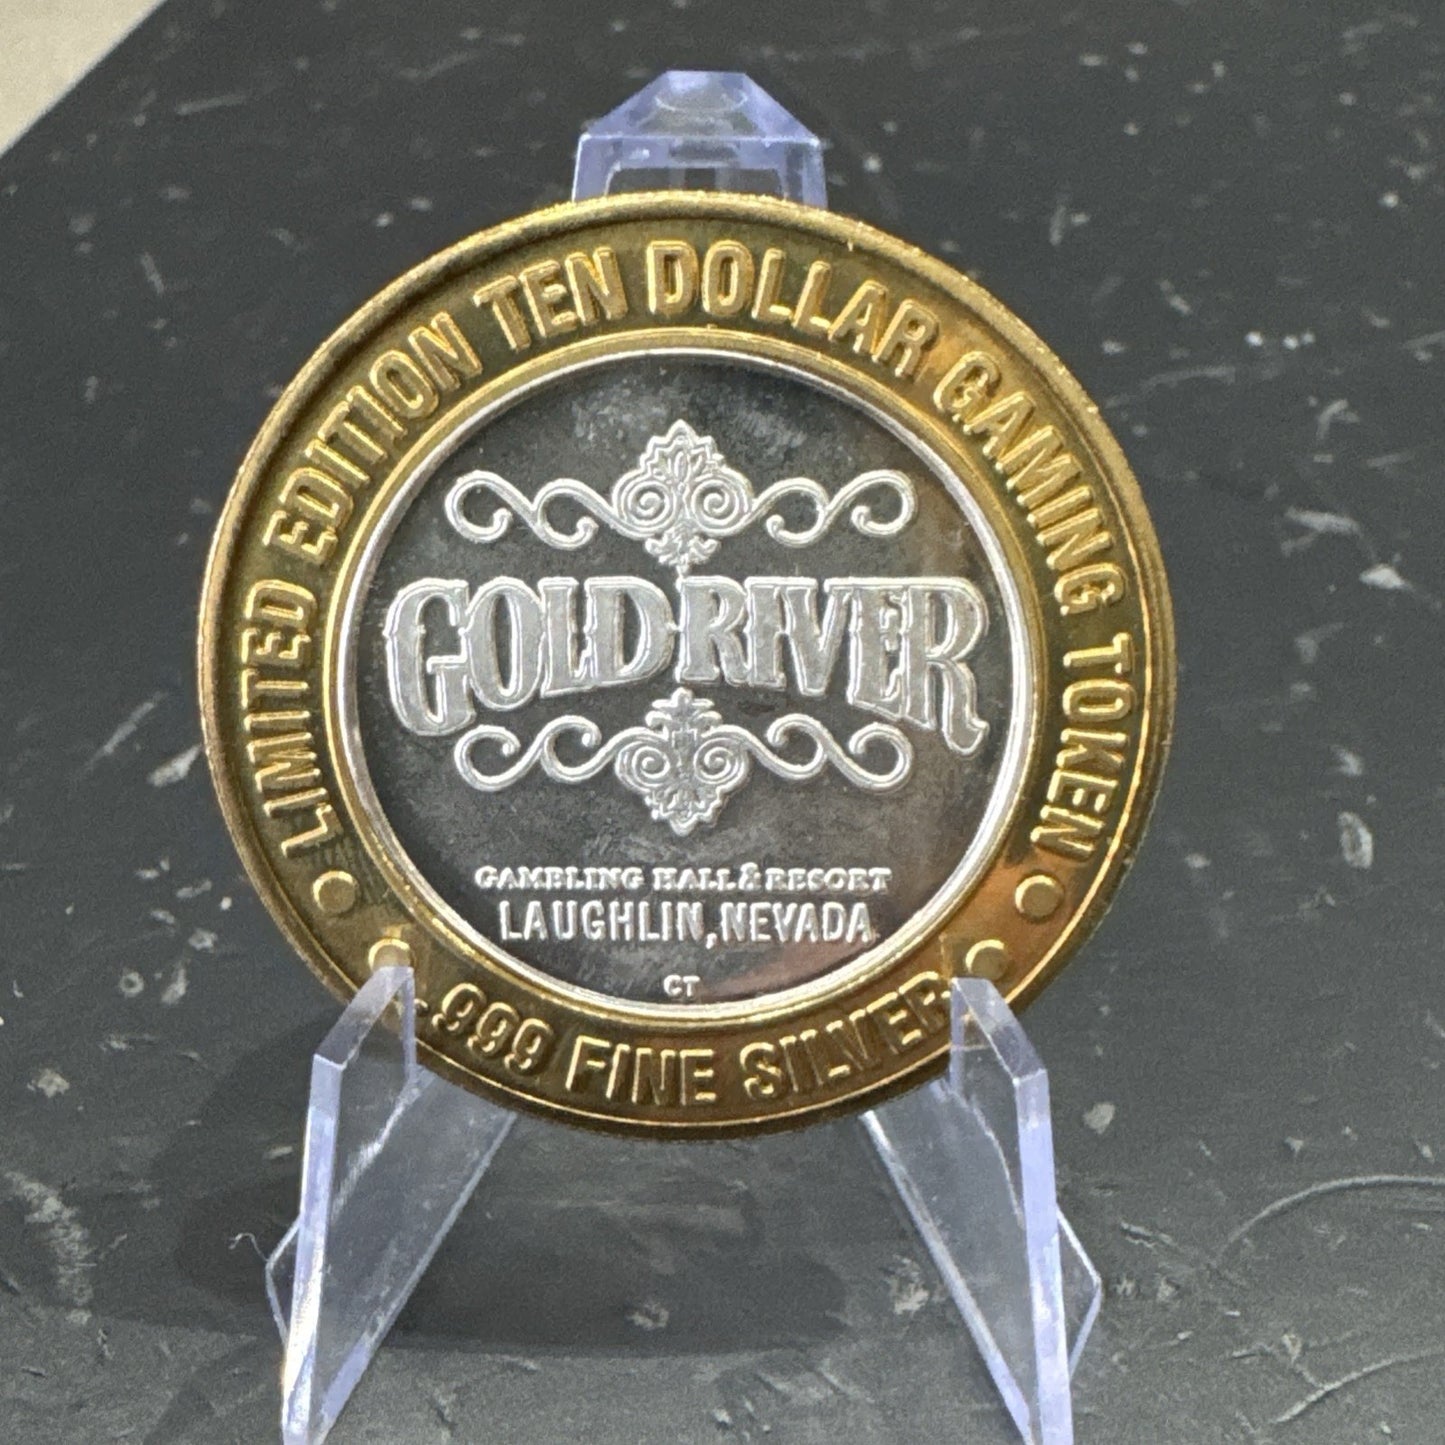 LIMITED EDITION TEN DOLLAR GAMING TOKEN
GOLD RIVER
GAMBLING HALL & RESORT
LAUGHLIN, NEVADA
CT
.999 FINE SILVER